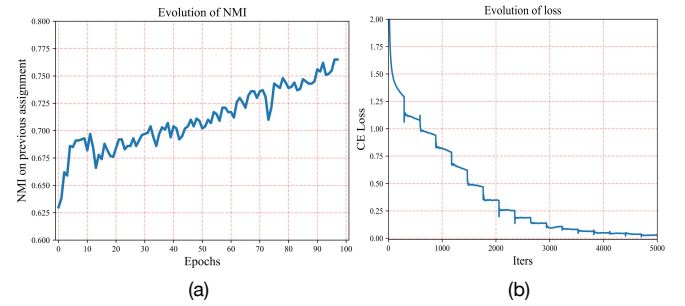 Evolution of NMI
NMI on previous assignment
0.800
0.775
0.750
0.725
0.700
0.675
0.650
0.625
0.600
0 10 20 30 40 50 60 70 80 90 100
Epochs
(a)
Evolution of loss
CE Loss
2.00
1.75
1.50
1.25
1.00
0.75
0.50
0.25
0.00
0 1000 2000 3000 4000 5000
Iters
(b)